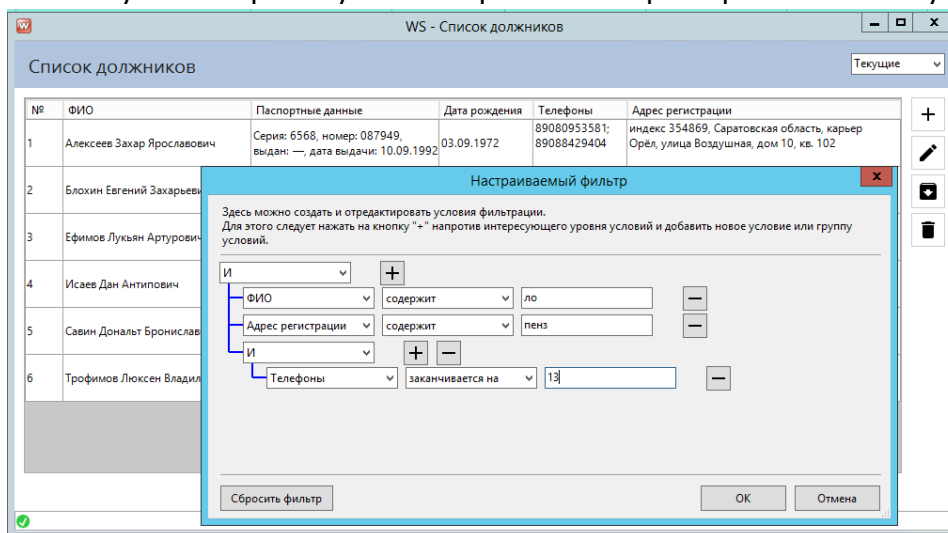 WS - Список должников
Список должников
Текущие
№ ФИО Паспортные данные Дата рождения Телефоны Адрес регистрации
1 Алексеев Захар Ярославович Серия: 6568, номер: 087949, выдан: —, дата выдачи: 10.09.1992 03.09.1972 89080953581; 89088429404 индекс 354869, Саратовская область, карьер Орёл, улица Воздушная, дом 10, кв. 102
2 Блохин Евгений Захарьеви
3 Ефимов Лукьян Артурович
4 Исаев Дан Антипович
5 Савин Дональт Бронислав
6 Трофимов Люксен Владил
Настраиваемый фильтр
Здесь можно создать и отредактировать условия фильтрации.
Для этого следует нажать на кнопку "+" напротив интересующего уровня условий и добавить новое условие или группу
условий.
И
ФИО содержит ло
Адрес регистрации содержит пенз
И
Телефоны заканчивается на 13
Сбросить фильтр ОК Отмена